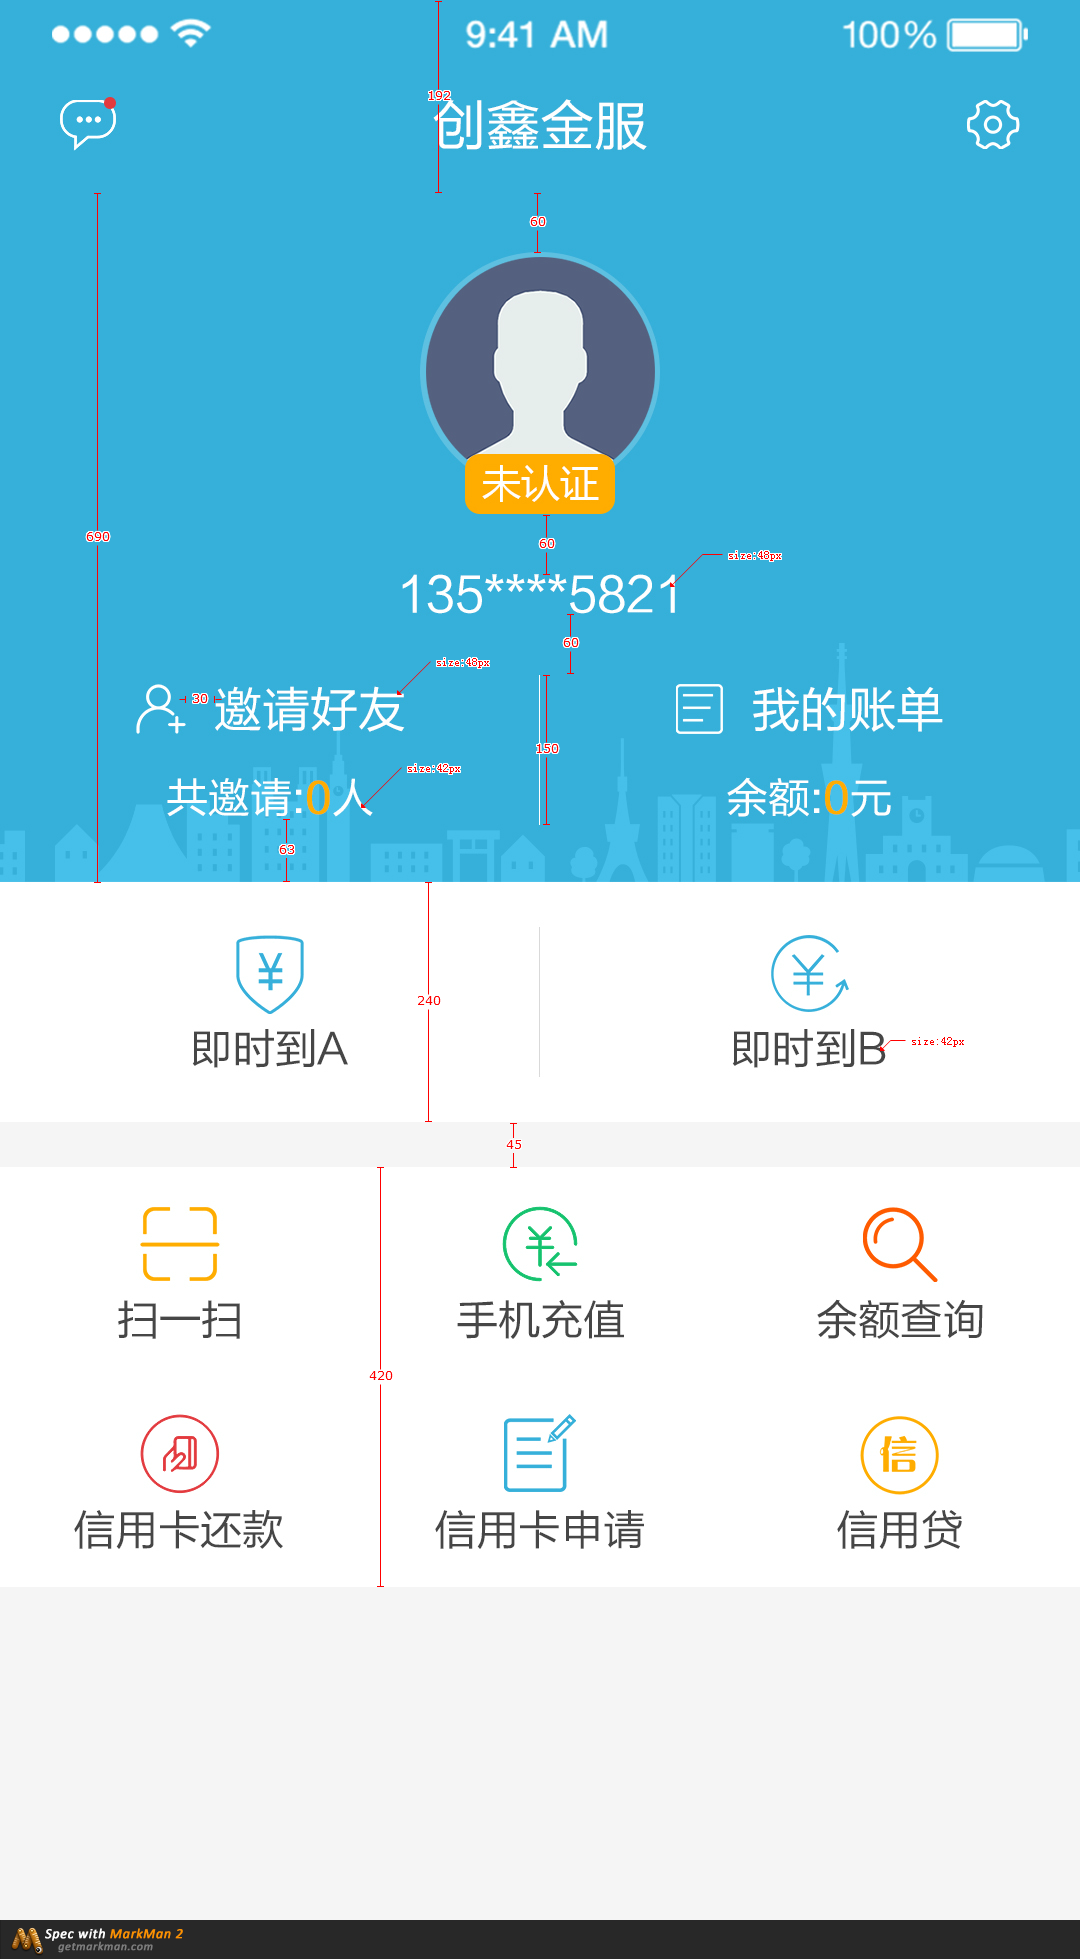 9:41 AM 100%
192
创鑫金服
60
未认证
690
60
size:48px
135****5821
60
size:48px
30
邀请好友 我的账单
150
size:42px
共邀请:0人 余额:0元
63
¥ ¥
240
即时到A 即时到B
size:42px
45
扫一扫 手机充值 余额查询
420
信
信用卡还款 信用卡申请 信用贷
Spec with MarkMan 2
getmarkman.com